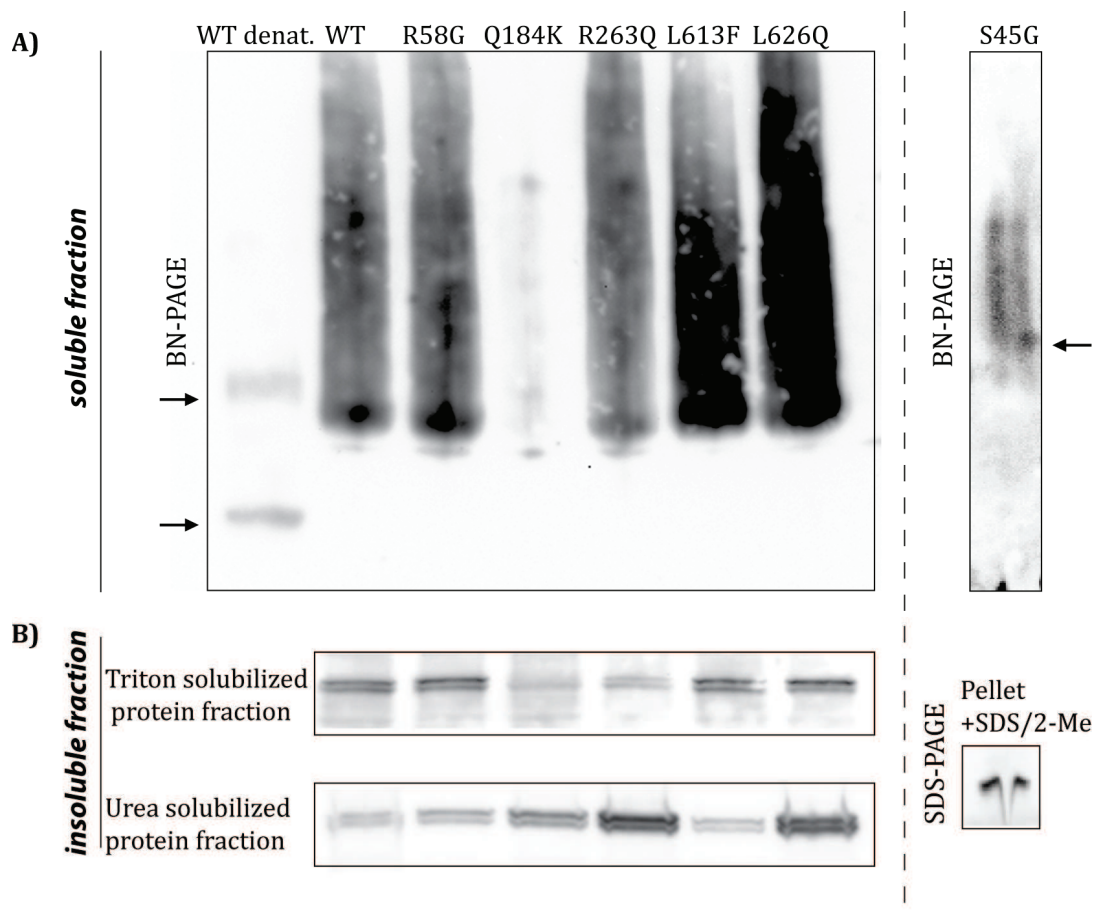 A)
WT denat. WT R58G Q184K R263Q L613F L626Q
S45G
soluble fraction
BN-PAGE
BN-PAGE
B)
insoluble fraction
Triton solubilized
protein fraction
Urea solubilized
protein fraction
SDS-PAGE
Pellet
+SDS/2-Me